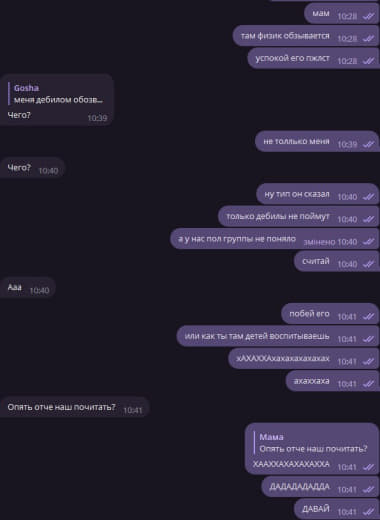 мам 10:28
там физик обзывается 10:28
успокой его пжлст 10:28
Gosha
меня дебилом обозв...
Чего? 10:39
не толлько меня 10:39
Чего? 10:40
ну тип он сказал 10:40
только дебилы не поймут 10:40
а у нас пол группы не поняло змінено 10:40
считай 10:40
Ааа 10:40
побей его 10:41
или как ты там детей воспитываешь 10:41
хАХАХХАхахахахахахах 10:41
ахаххаха 10:41
Опять отче наш почитать? 10:41
Мама
Опять отче наш почитать?
ХААХХАХАХАХАХХА 10:41
ДАДАДАДАДДА 10:41
ДАВАЙ 10:41